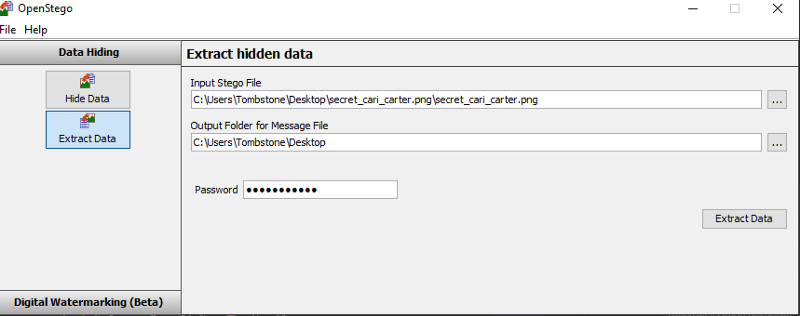 OpenStego
File Help
Data Hiding
Hide Data
Extract Data
Digital Watermarking (Beta)
Extract hidden data
Input Stego File
C:\Users\Tombstone\Desktop\secret_cari_carter.png\secret_cari_carter.png
...
Output Folder for Message File
C:\Users\Tombstone\Desktop
...
Password ●●●●●●●●●●●
Extract Data